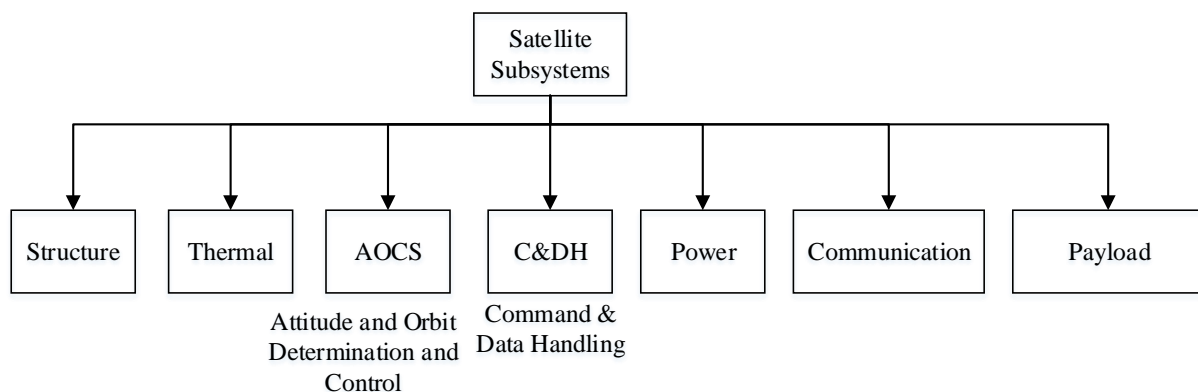 Satellite
Subsystems
Structure
Thermal
AOCS
C&DH
Power
Communication
Payload
Attitude and Orbit
Determination and
Control
Command &
Data Handling